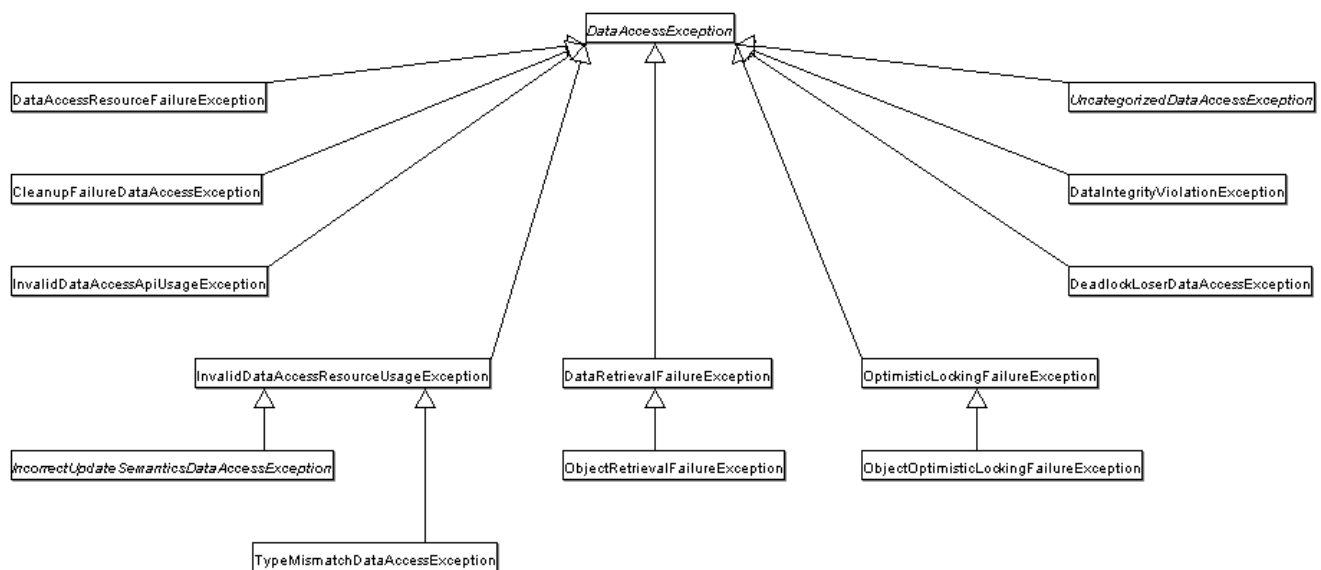 DataAccessException
DataAccessResourceFailureException
UncategorizedDataAccessException
CleanupFailureDataAccessException
DataIntegrityViolationException
InvalidDataAccessApiUsageException
DeadlockLoserDataAccessException
InvalidDataAccessResourceUsageException
DataRetrievalFailureException
OptimisticLockingFailureException
IncorrectUpdateSemanticsDataAccessException
ObjectRetrievalFailureException
ObjectOptimisticLockingFailureException
TypeMismatchDataAccessException